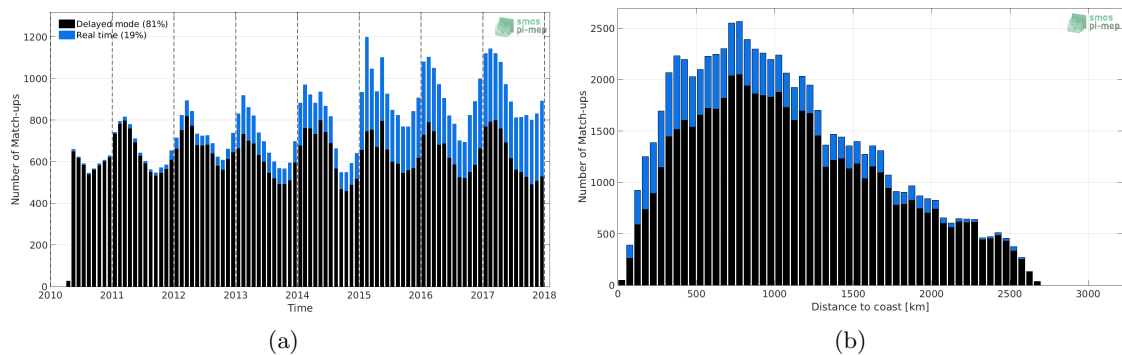 Delayed mode (81%)
Real time (19%)
smos
pi-mep
1200
1000
800
600
400
200
0
Number of Match-ups
2010 2011 2012 2013 2014 2015 2016 2017 2018
Time
(a)
smos
pi-mep
2500
2000
1500
1000
500
0
Number of Match-ups
0 500 1000 1500 2000 2500 3000
Distance to coast [km]
(b)